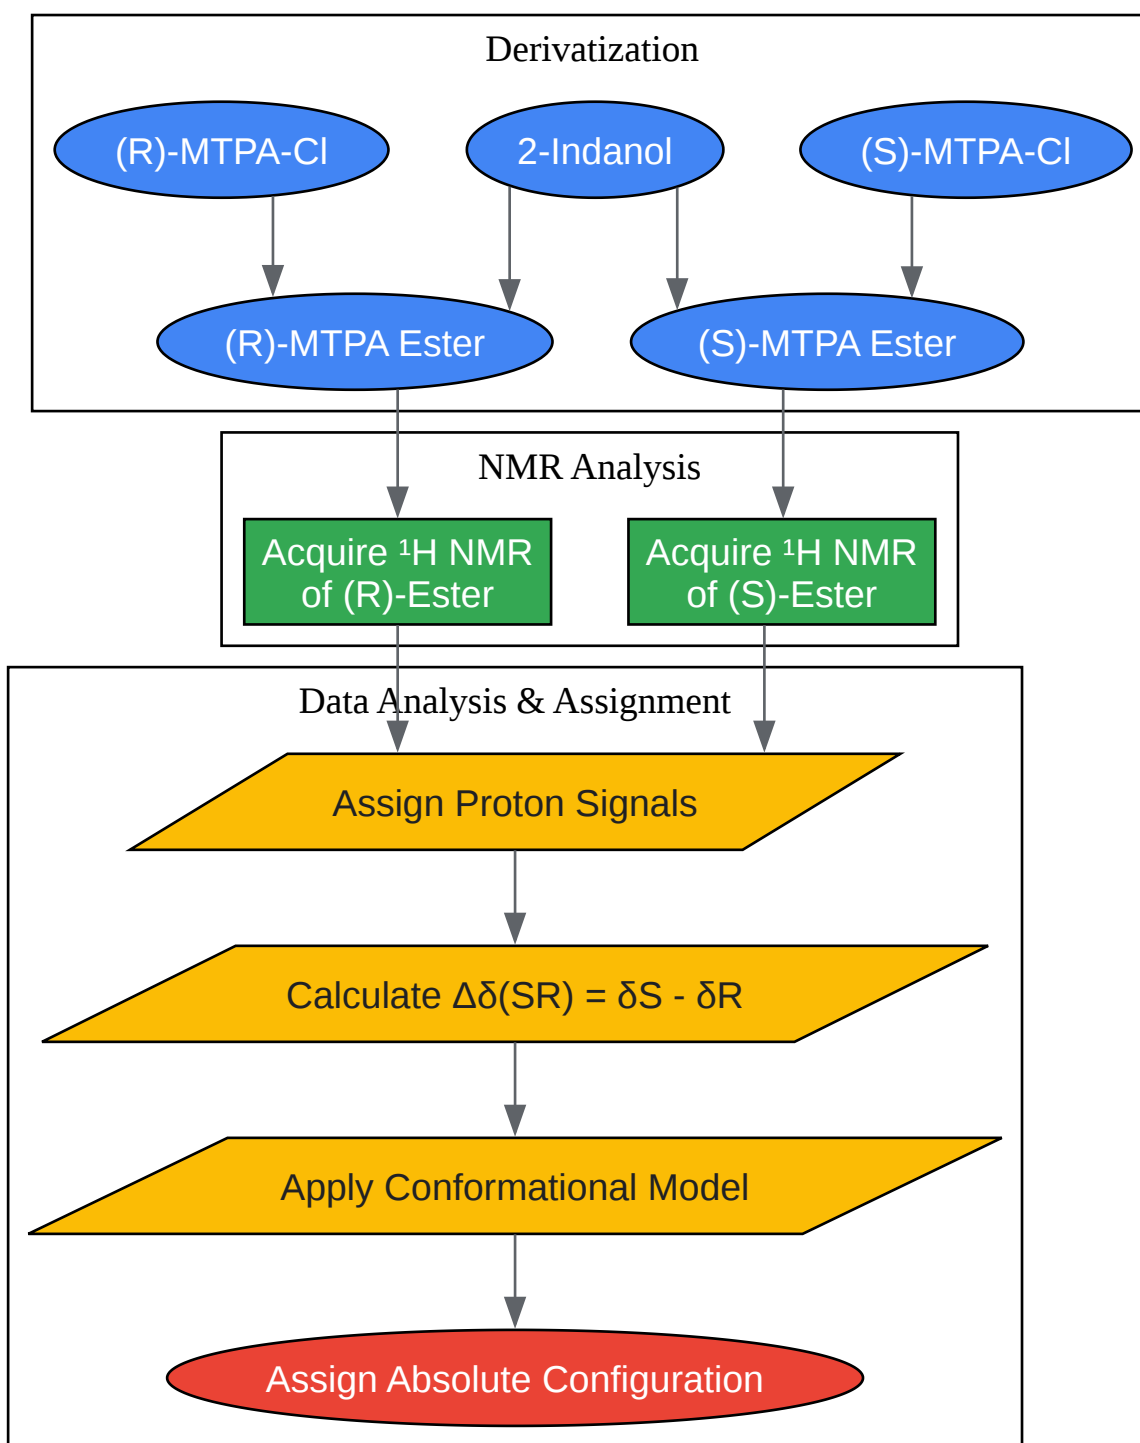 Derivatization
(R)-MTPA-Cl
2-Indanol
(S)-MTPA-Cl
(R)-MTPA Ester
(S)-MTPA Ester
NMR Analysis
Acquire ¹H NMR
of (R)-Ester
Acquire ¹H NMR
of (S)-Ester
Data Analysis & Assignment
Assign Proton Signals
Calculate Δδ(SR) = δS - δR
Apply Conformational Model
Assign Absolute Configuration